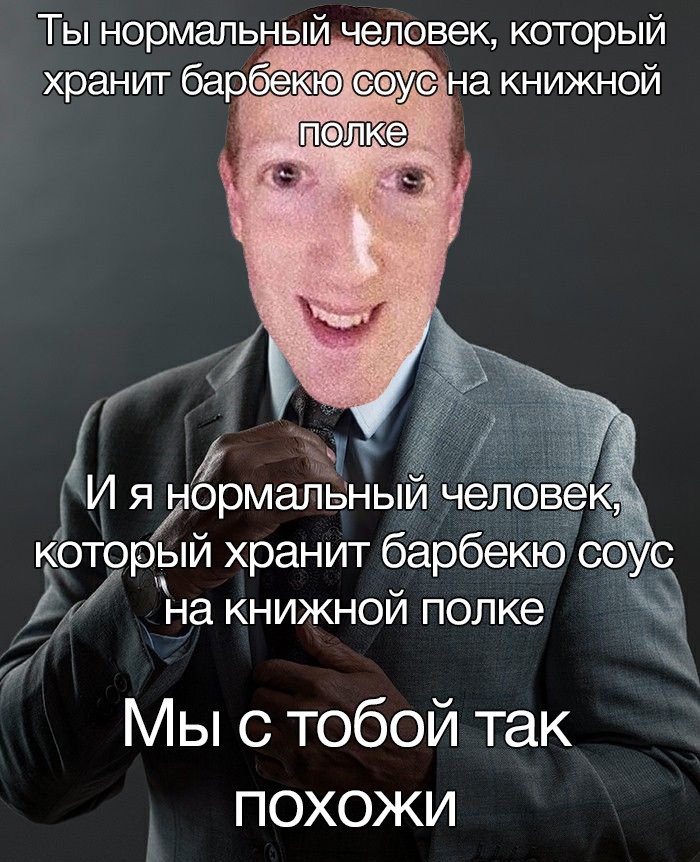 Ты нормальный человек, который
хранит барбекю соус на книжной
полке
И я нормальный человек,
который хранит барбекю соус
на книжной полке
Мы с тобой так
похожи